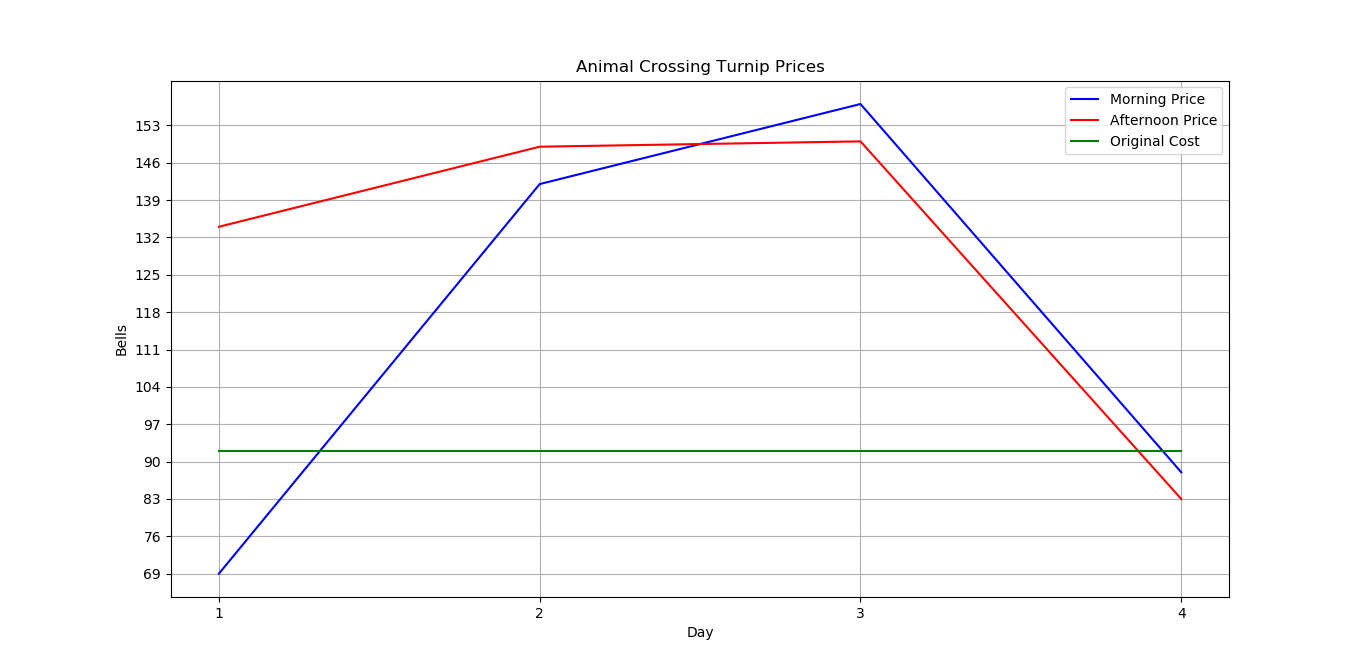 Animal Crossing Turnip Prices
Morning Price
Afternoon Price
Original Cost
153
146
139
132
125
118
111
104
97
90
83
76
69
Bells
1 2 3 4
Day